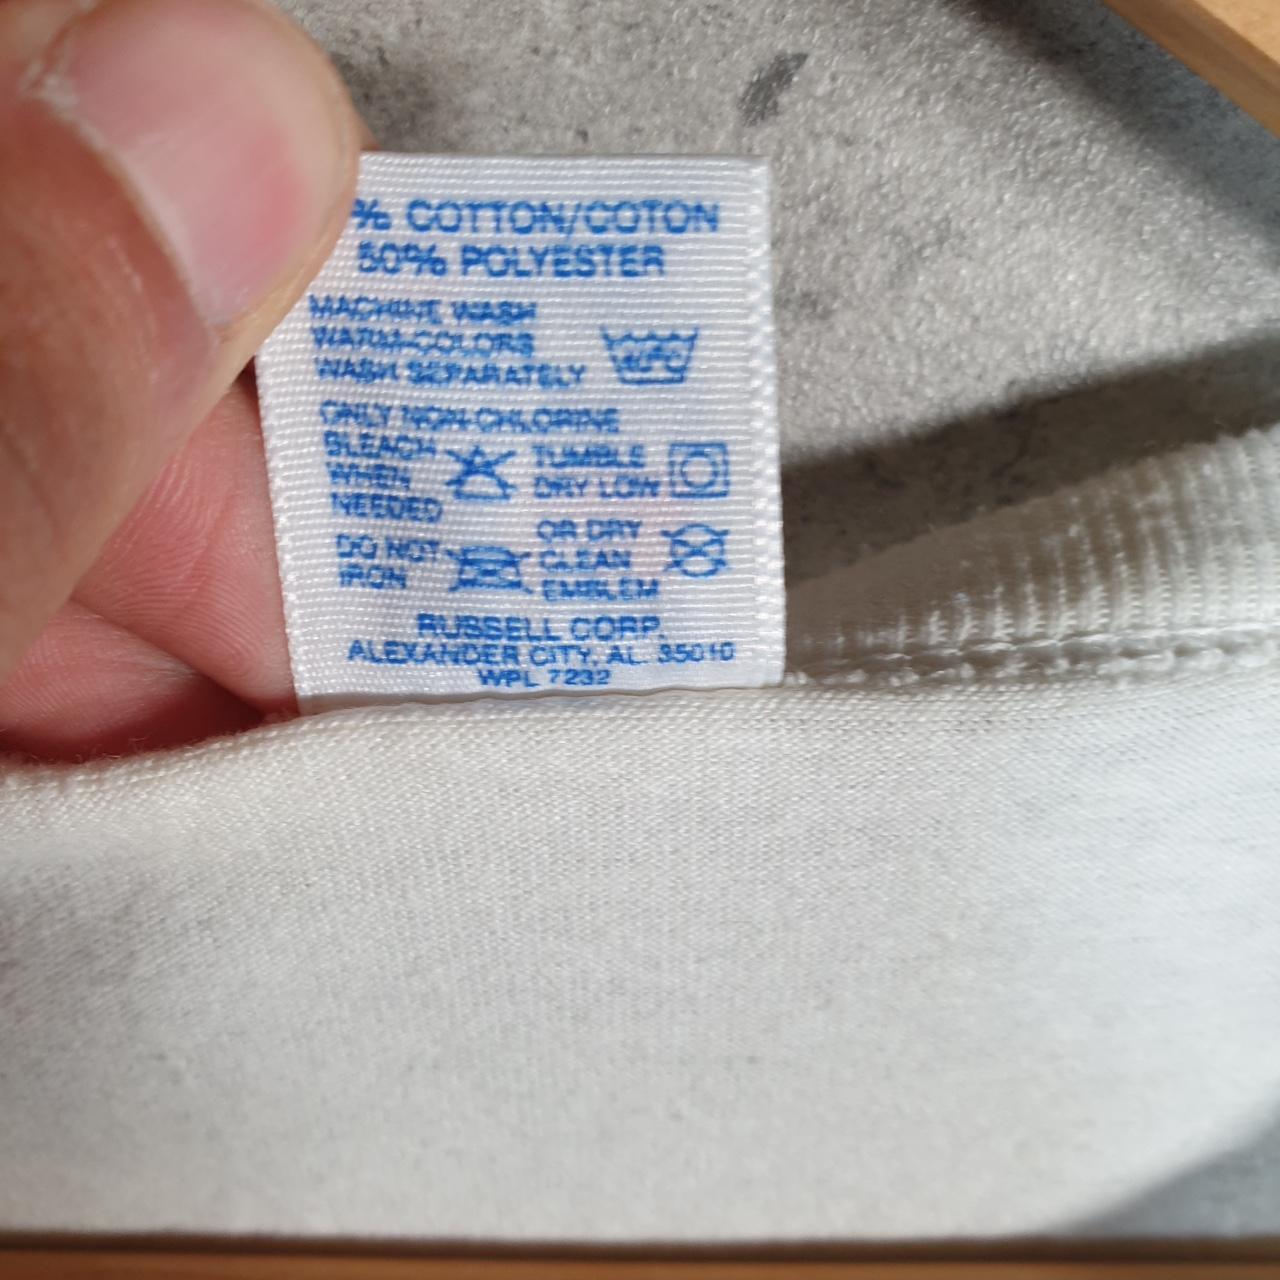 % COTTON/COTON
50% POLYESTER
MACHINE WASH
WARM-COLORS
WASH SEPARATELY
40°C
ONLY NON-CHLORINE
BLEACH
WHEN
NEEDED
TUMBLE
DRY LOW
DO NOT
IRON
OR DRY
CLEAN
EMBLEM
RUSSELL CORP.
ALEXANDER CITY, AL. 35010
WPL 7232